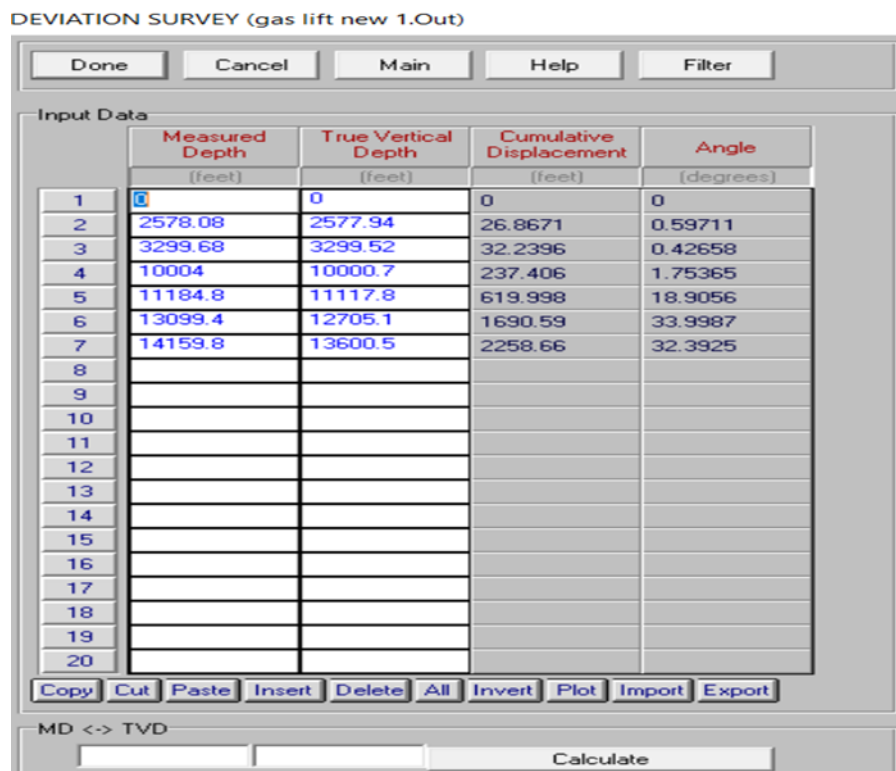 DEVIATION SURVEY (gas lift new 1.Out)
Done Cancel Main Help Filter
Input Data
Measured Depth True Vertical Depth Cumulative Displacement Angle
(feet) (feet) (feet) (degrees)
1 0 0 0 0
2 2578.08 2577.94 26.8671 0.59711
3 3299.68 3299.52 32.2396 0.42658
4 10004 10000.7 237.406 1.75365
5 11184.8 11117.8 619.998 18.9056
6 13099.4 12705.1 1690.59 33.9987
7 14159.8 13600.5 2258.66 32.3925
8
9
10
11
12
13
14
15
16
17
18
19
20
Copy Cut Paste Insert Delete All Invert Plot Import Export
MD <-> TVD
Calculate